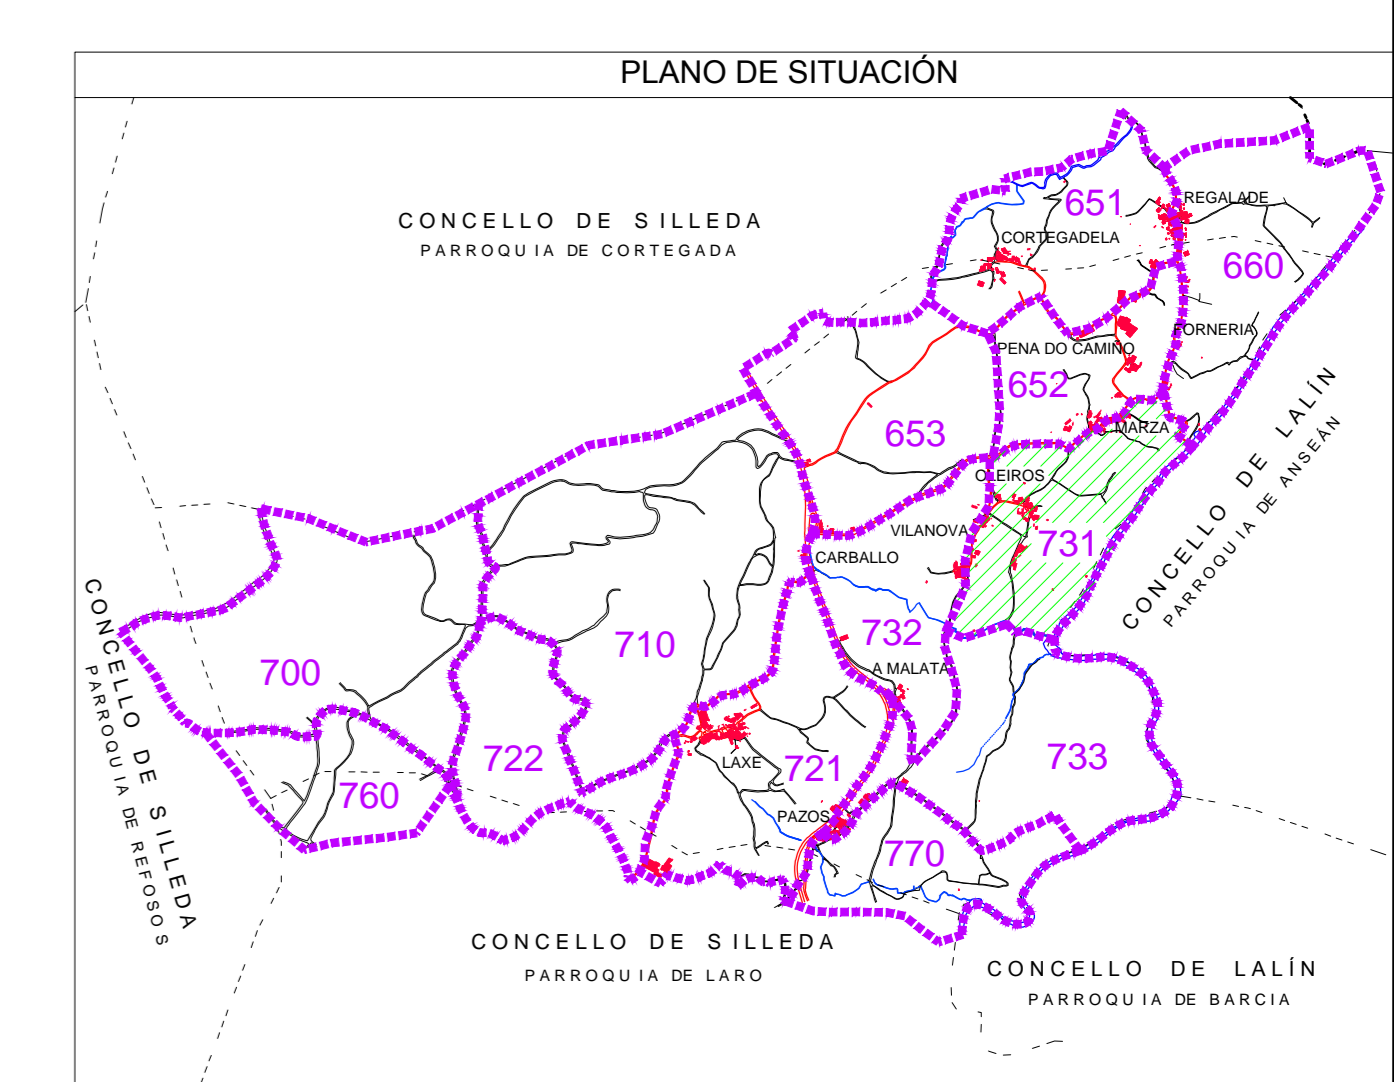 PLANO DE SITUACIÓN
CONCELLO DE SILLEDA
PARROQUIA DE CORTEGADA
651
REGALADE
CORTEGADELA
660
FORNERIA
PENA DO CAMIÑO
652
MARZA
653
CONCELLO DE LALÍN
PARROQUIA DE ANSEÁN
OLEIROS
VILANOVA
731
CARBALLO
732
710
A MALATA
700
CONCELLO DE SILLEDA
PARROQUIA DE REFOSOS
722
760
LAXE
721
733
PAZOS
770
CONCELLO DE SILLEDA
PARROQUIA DE LARO
CONCELLO DE LALÍN
PARROQUIA DE BARCIA